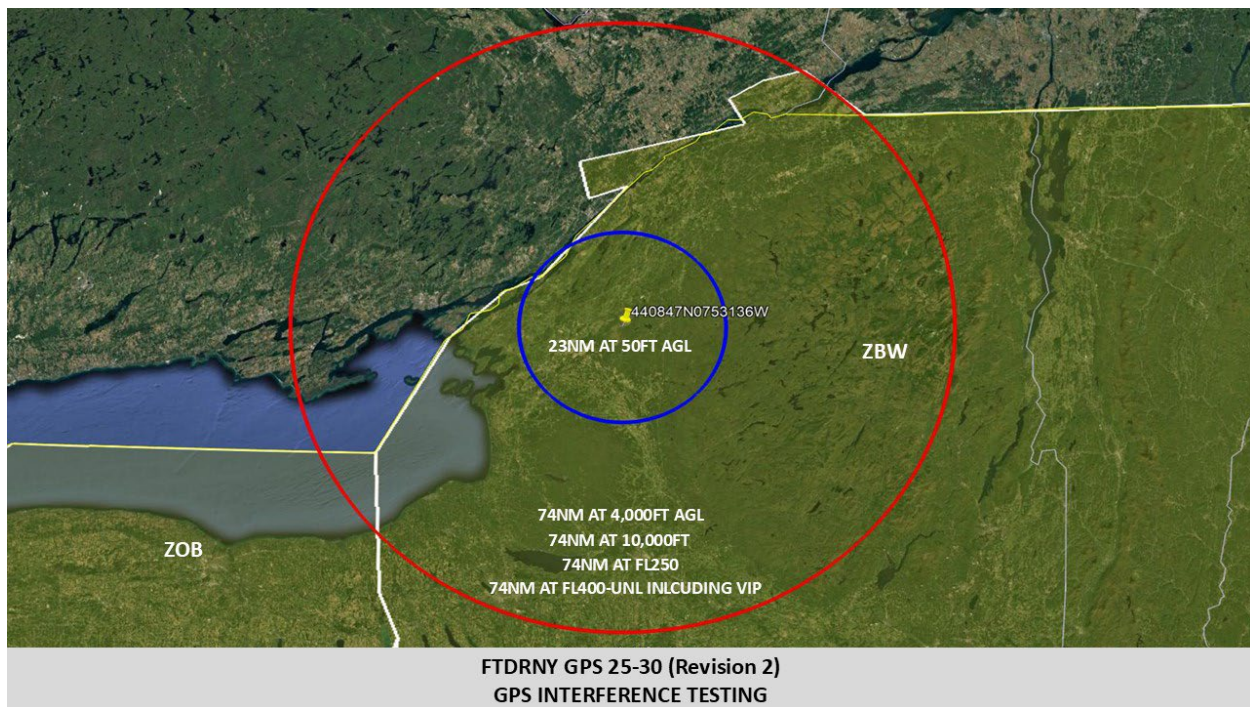 440847N0753136W
23NM AT 50FT AGL
ZBW
74NM AT 4,000FT AGL
74NM AT 10,000FT
ZOB
74NM AT FL250
74NM AT FL400-UNL INLCUDING VIP
FTDRNY GPS 25-30 (Revision 2)
GPS INTERFERENCE TESTING